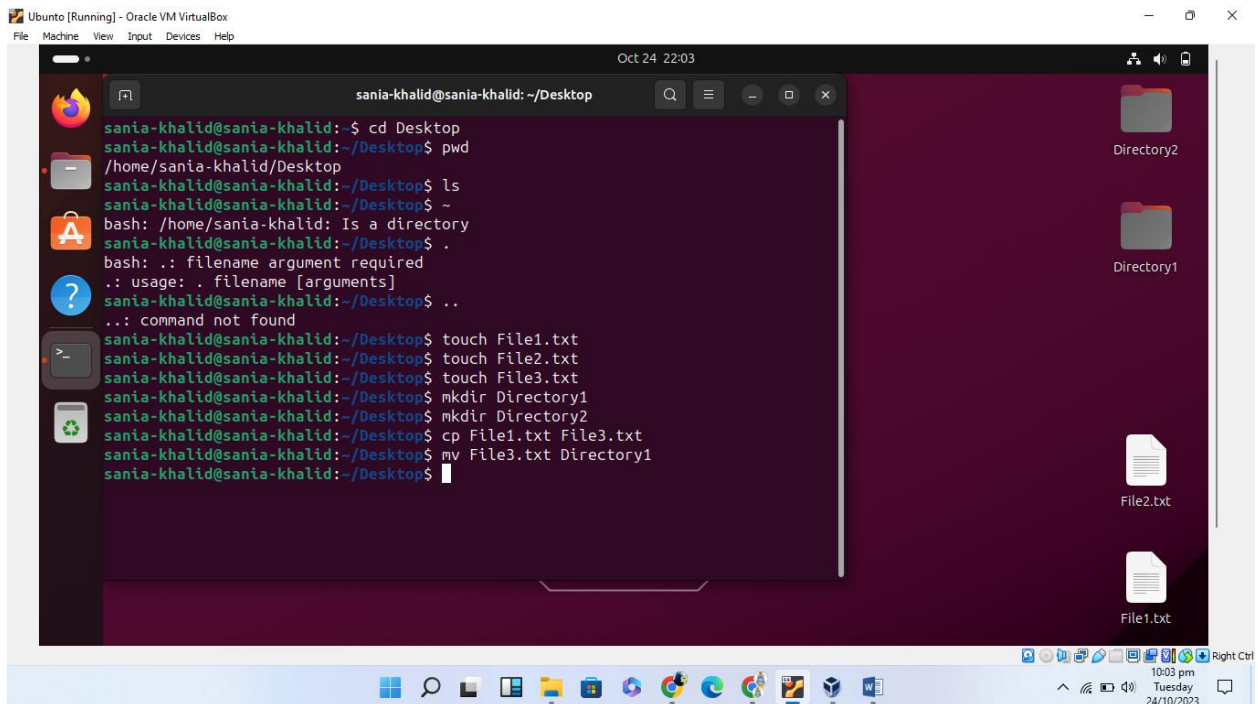 Ubunto [Running] - Oracle VM VirtualBox
File Machine View Input Devices Help
Oct 24 22:03
sania-khalid@sania-khalid: ~/Desktop
sania-khalid@sania-khalid:~$ cd Desktop
sania-khalid@sania-khalid:~/Desktop$ pwd
/home/sania-khalid/Desktop
sania-khalid@sania-khalid:~/Desktop$ ls
sania-khalid@sania-khalid:~/Desktop$ ~
bash: /home/sania-khalid: Is a directory
sania-khalid@sania-khalid:~/Desktop$ .
bash: .: filename argument required
.: usage: . filename [arguments]
sania-khalid@sania-khalid:~/Desktop$ ..
..: command not found
sania-khalid@sania-khalid:~/Desktop$ touch File1.txt
sania-khalid@sania-khalid:~/Desktop$ touch File2.txt
sania-khalid@sania-khalid:~/Desktop$ touch File3.txt
sania-khalid@sania-khalid:~/Desktop$ mkdir Directory1
sania-khalid@sania-khalid:~/Desktop$ mkdir Directory2
sania-khalid@sania-khalid:~/Desktop$ cp File1.txt File3.txt
sania-khalid@sania-khalid:~/Desktop$ mv File3.txt Directory1
sania-khalid@sania-khalid:~/Desktop$
Directory2
Directory1
File2.txt
File1.txt
Right Ctrl
10:03 pm
Tuesday
24/10/2023